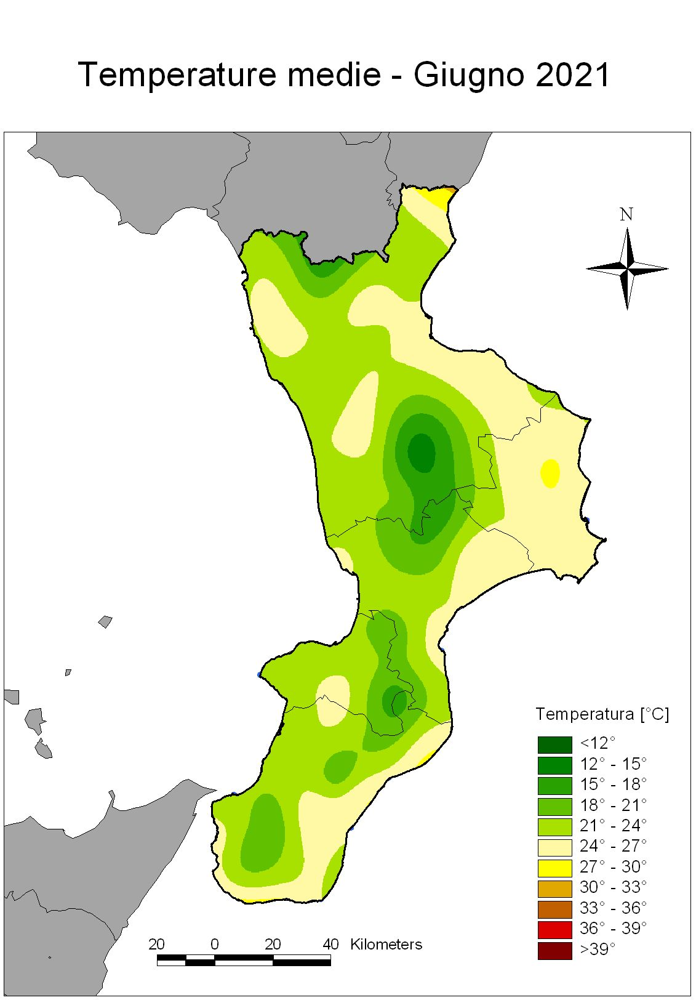 Temperature medie - Giugno 2021
N
Temperatura [°C]
<12°
12° - 15°
15° - 18°
18° - 21°
21° - 24°
24° - 27°
27° - 30°
30° - 33°
33° - 36°
36° - 39°
>39°
20 0 20 40 Kilometers